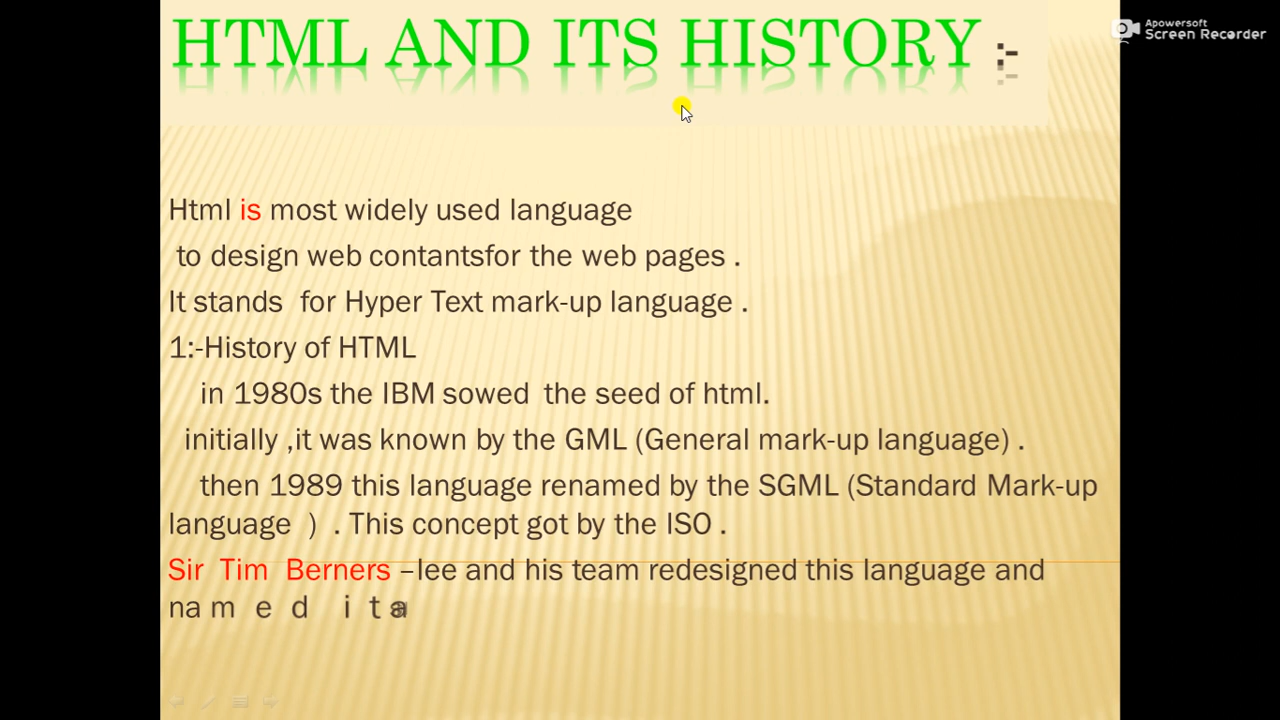 HTML AND ITS HISTORY :-
Apowersoft
Screen Recorder
Html is most widely used language
to design web contantsfor the web pages .
It stands for Hyper Text mark-up language .
1:-History of HTML
in 1980s the IBM sowed the seed of html.
initially ,it was known by the GML (General mark-up language) .
then 1989 this language renamed by the SGML (Standard Mark-up
language ) . This concept got by the ISO .
Sir Tim Berners –lee and his team redesigned this language and
named it